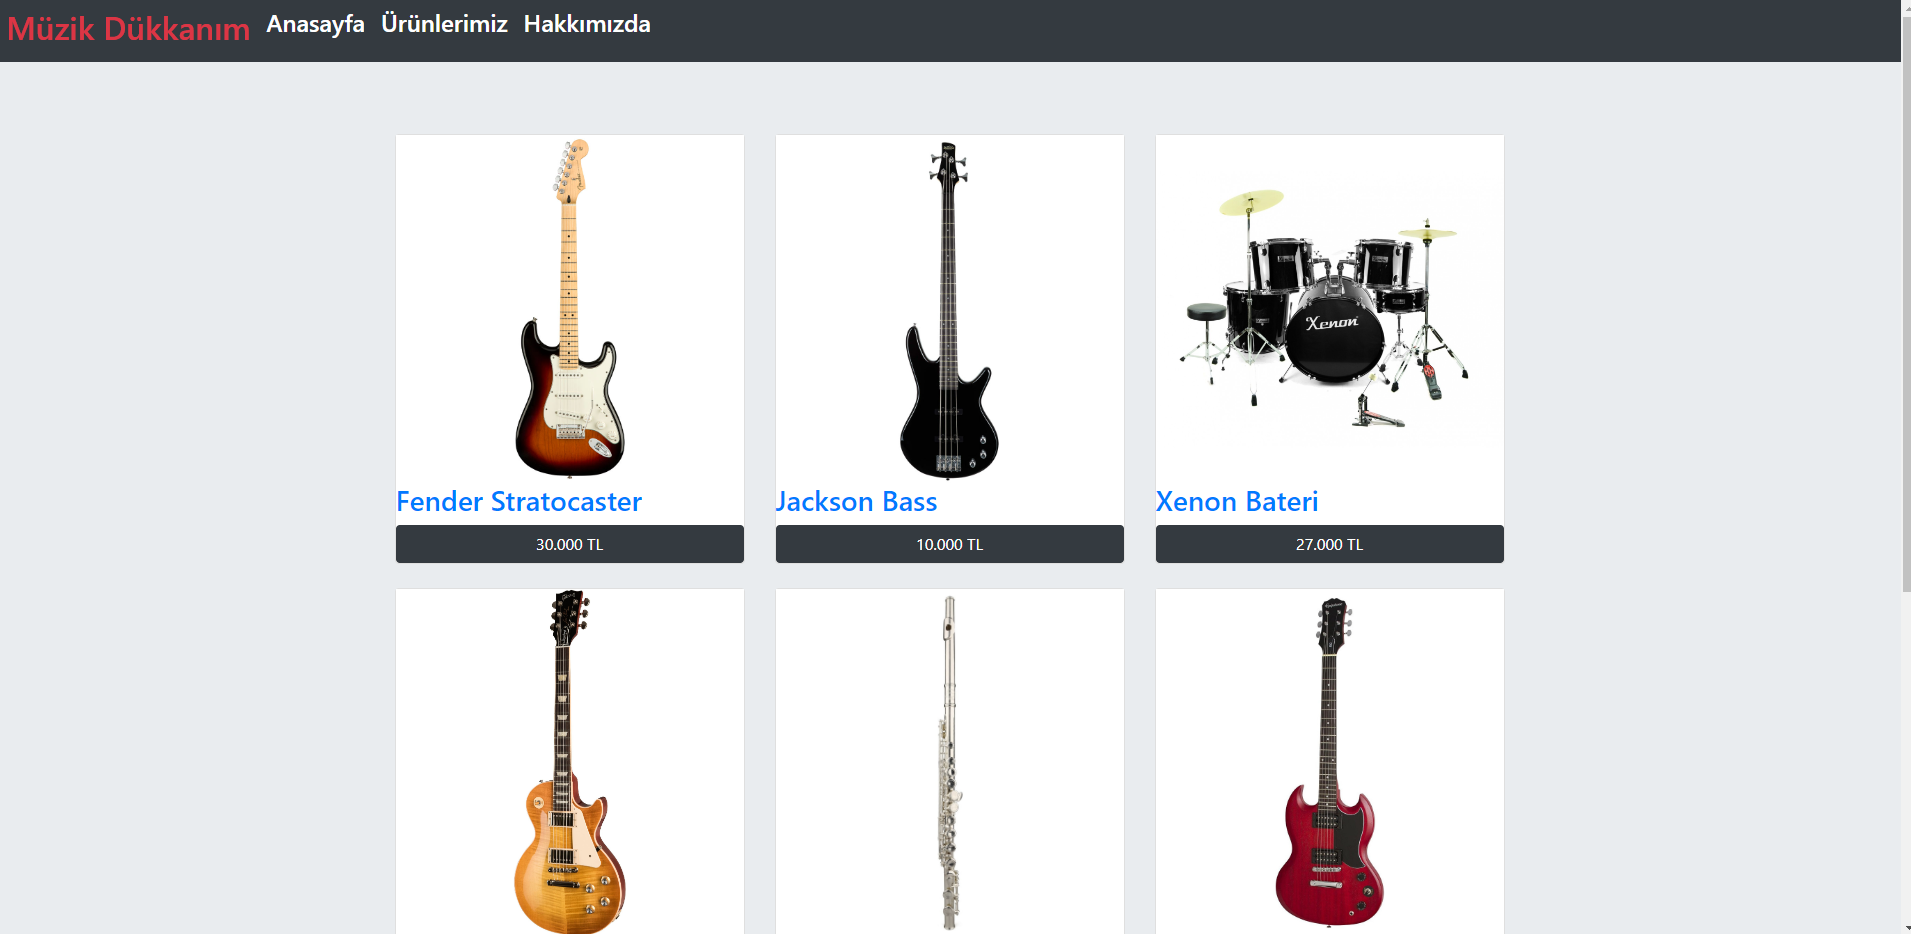 Müzik Dükkanım Anasayfa Ürünlerimiz Hakkımızda
Xenon
Fender Stratocaster
30.000 TL
Jackson Bass
10.000 TL
Xenon Bateri
27.000 TL